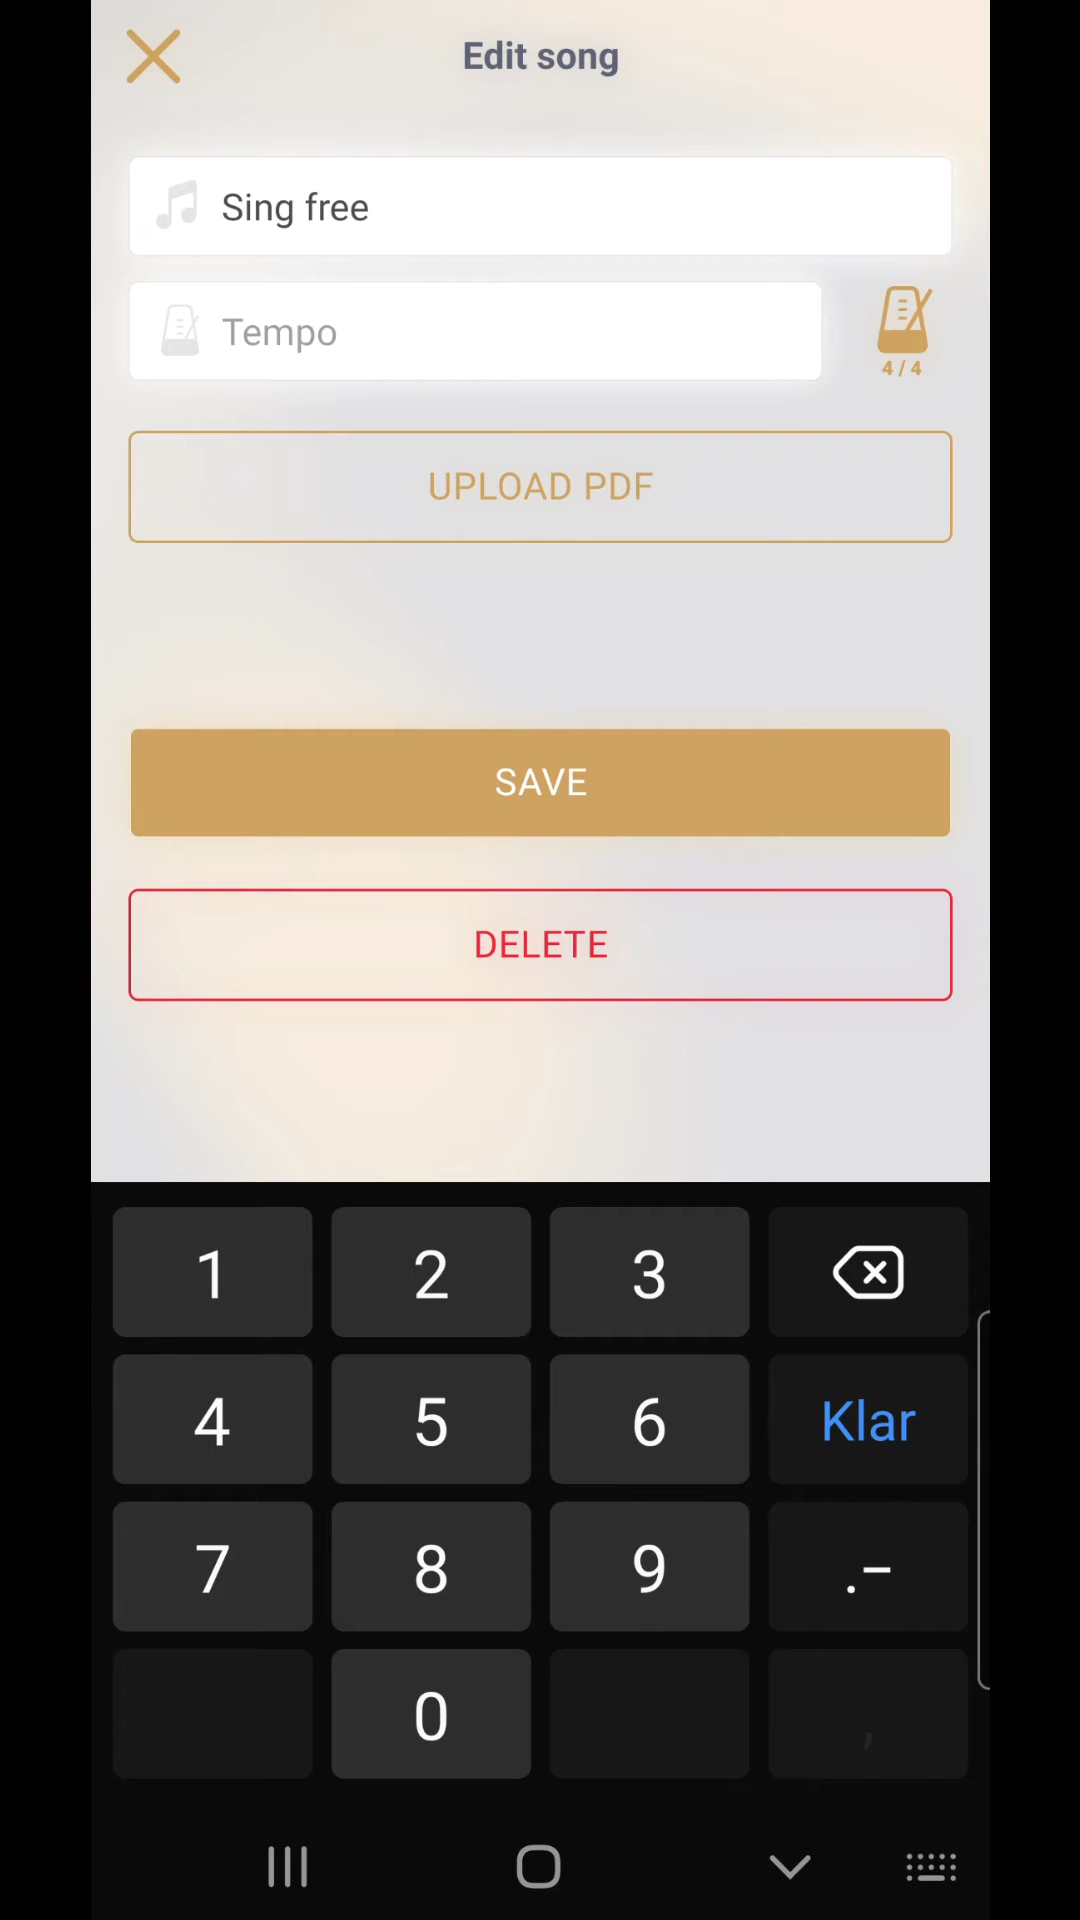 Edit song
Sing free
Tempo
4 / 4
UPLOAD PDF
SAVE
DELETE
1 2 3
4 5 6 Klar
7 8 9 .-
0 ,